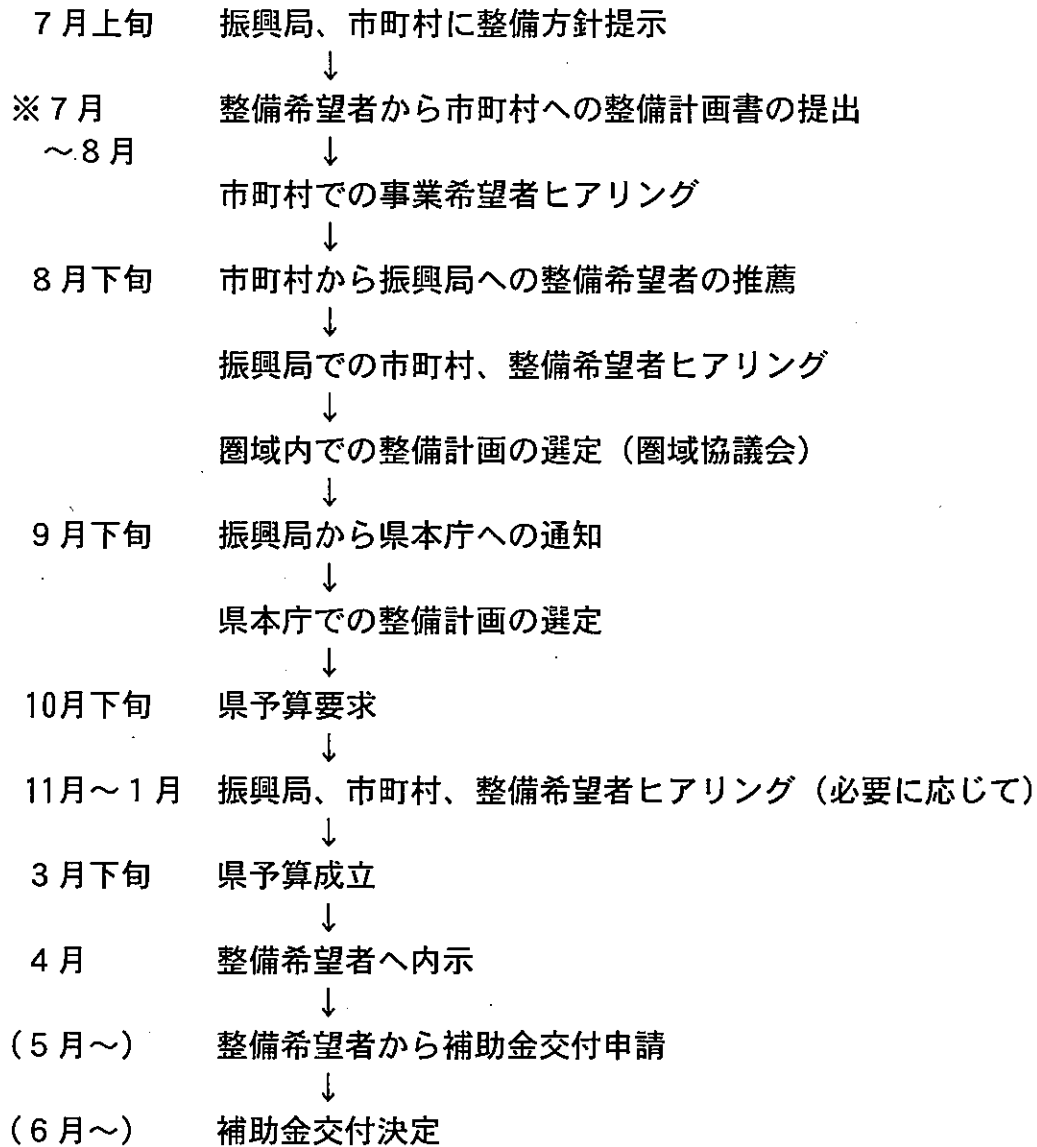 ７月上旬 振興局、市町村に整備方針提示
↓
※７月 整備希望者から市町村への整備計画書の提出
～８月 ↓
市町村での事業希望者ヒアリング
↓
８月下旬 市町村から振興局への整備希望者の推薦
↓
振興局での市町村、整備希望者ヒアリング
↓
圏域内での整備計画の選定（圏域協議会）
↓
９月下旬 振興局から県本庁への通知
↓
県本庁での整備計画の選定
↓
10月下旬 県予算要求
↓
11月～１月 振興局、市町村、整備希望者ヒアリング（必要に応じて）
↓
３月下旬 県予算成立
↓
４月 整備希望者へ内示
↓
（５月～） 整備希望者から補助金交付申請
↓
（６月～） 補助金交付決定